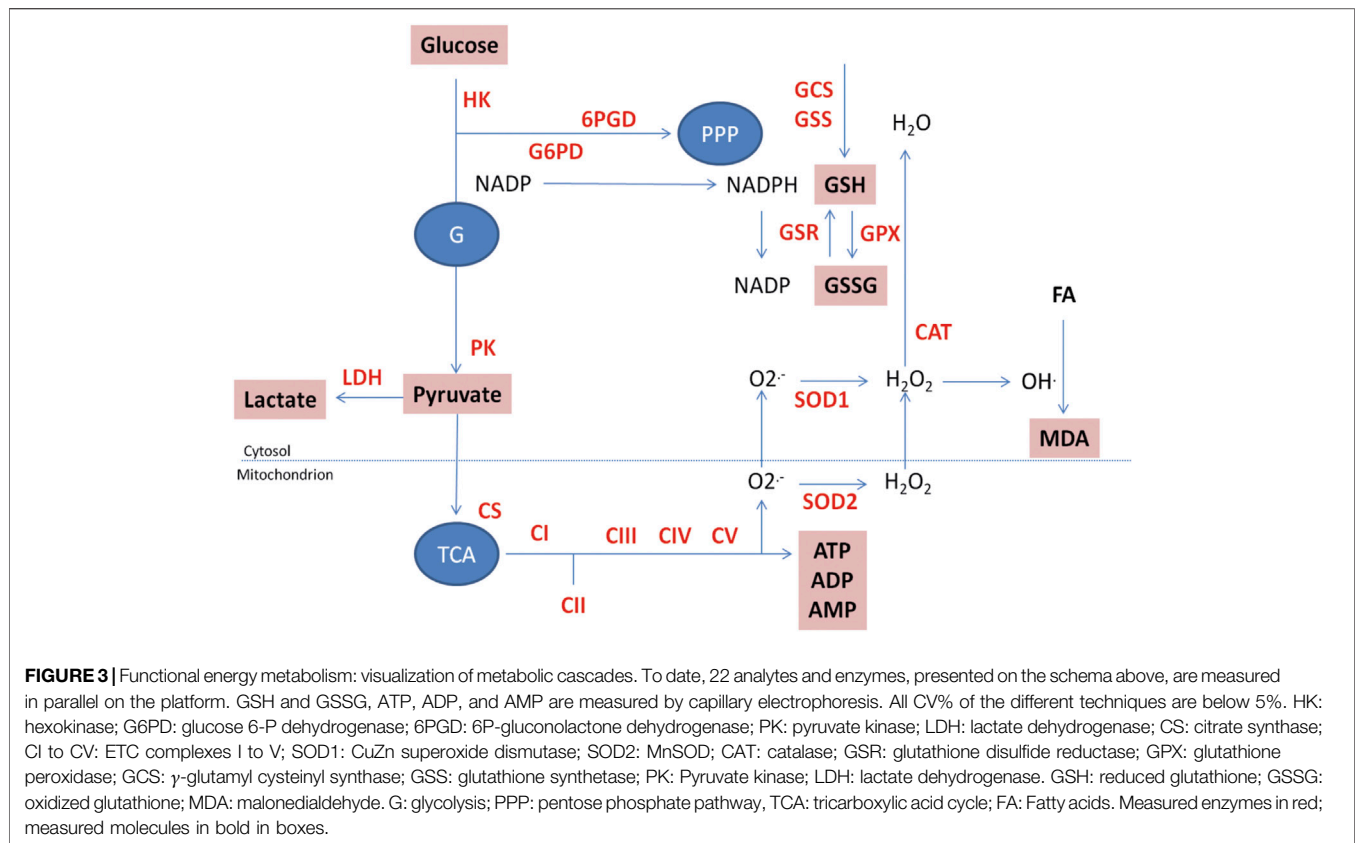 Glucose
HK
GCS
GSS
6PGD
PPP
H₂O
G6PD
NADP
NADPH
GSH
G
GSR
GPX
NADP
GSSG
FA
CAT
PK
LDH
O2·-
H₂O₂
OH·
SOD1
Lactate
Pyruvate
MDA
Cytosol
Mitochondrion
O2·-
H₂O₂
SOD2
CS
TCA
CI
CIII
CIV
CV
ATP
ADP
AMP
CII
FIGURE 3 | Functional energy metabolism: visualization of metabolic cascades. To date, 22 analytes and enzymes, presented on the schema above, are measured
in parallel on the platform. GSH and GSSG, ATP, ADP, and AMP are measured by capillary electrophoresis. All CV% of the different techniques are below 5%. HK:
hexokinase; G6PD: glucose 6-P dehydrogenase; 6PGD: 6P-gluconolactone dehydrogenase; PK: pyruvate kinase; LDH: lactate dehydrogenase; CS: citrate synthase;
CI to CV: ETC complexes I to V; SOD1: CuZn superoxide dismutase; SOD2: MnSOD; CAT: catalase; GSR: glutathione disulfide reductase; GPX: glutathione
peroxidase; GCS: γ-glutamyl cysteinyl synthase; GSS: glutathione synthetase; PK: Pyruvate kinase; LDH: lactate dehydrogenase. GSH: reduced glutathione; GSSG:
oxidized glutathione; MDA: malonedialdehyde. G: glycolysis; PPP: pentose phosphate pathway, TCA: tricarboxylic acid cycle; FA: Fatty acids. Measured enzymes in red;
measured molecules in bold in boxes.